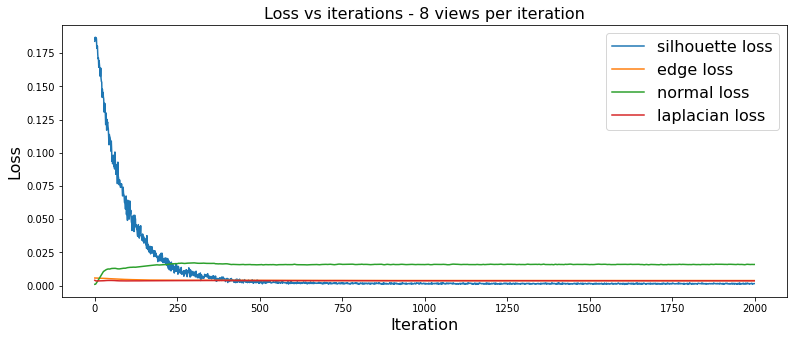 Loss vs iterations - 8 views per iteration
silhouette loss
edge loss
normal loss
laplacian loss
Loss
0.175
0.150
0.125
0.100
0.075
0.050
0.025
0.000
0 250 500 750 1000 1250 1500 1750 2000
Iteration